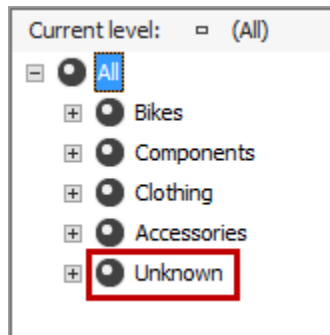 Current level: (All)
All
Bikes
Components
Clothing
Accessories
Unknown